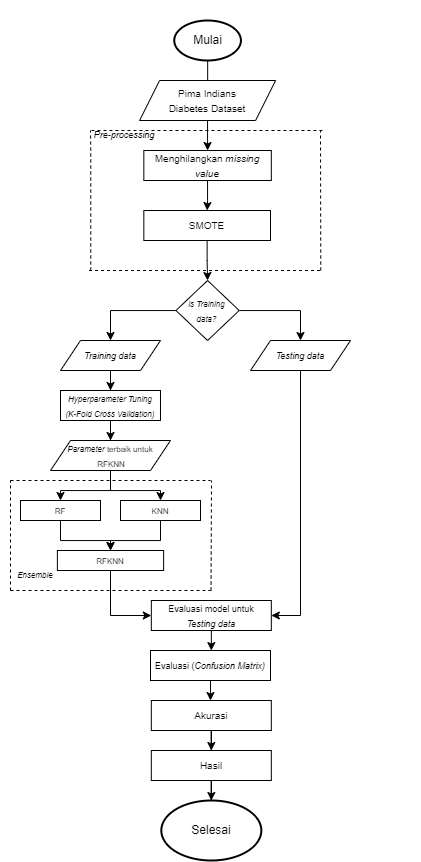 Mulai
Pima Indians
Diabetes Dataset
Pre-processing
Menghilangkan missing
value
SMOTE
is Training
data?
Training data
Testing data
Hyperparameter Tuning
(K-Fold Cross Validation)
Parameter terbaik untuk
RFKNN
RF
KNN
RFKNN
Ensemble
Evaluasi model untuk
Testing data
Evaluasi (Confusion Matrix)
Akurasi
Hasil
Selesai